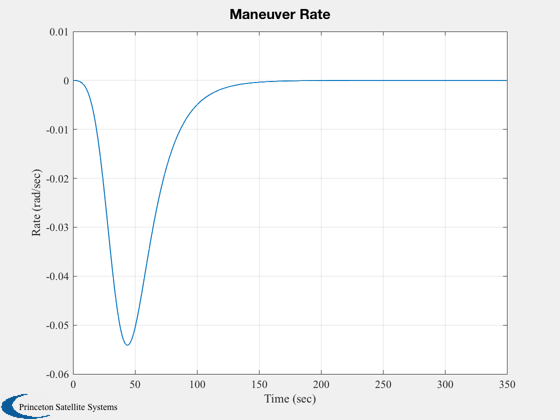 Maneuver Rate
0.01
0
-0.01
-0.02
-0.03
-0.04
-0.05
-0.06
Rate (rad/sec)
0 50 100 150 200 250 300 350
Time (sec)
Princeton Satellite Systems